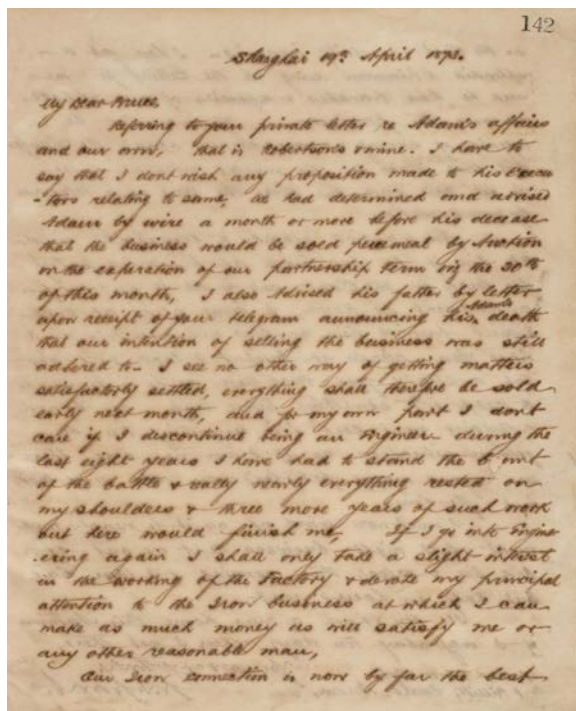 142
Shanghai 19th April 1893.
My Dear
Referring to your private letter re Adam's affairs
and our own, that is Robertson's & mine. I have to
say that I dont wish any proposition made to his Execu
-tors relating to same, We had determined and advised
Adam by wire a month or more before his decease
that the business would be sold piecemeal by Auction
on the experation of our partnership term viz the 30th
of this month, I also Advised his father by letter
upon receipt of your telegram announcing his Adam's death
that our intention of selling the business was still
adhered to. I see no other way of getting matters
satisfactorly settled, everything shall therefore be sold
early next month, and for my own part I dont
care if I discontinue being an Engineer during the
last eight years I have had to stand the brunt
of the battle & really nearly everything rested on
my shoulders & three more years of such work
out here would finish me. If I go into Engine
-ering again I shall only take a slight interest
in the working of the Factory & devote my principal
attention to the Iron business at which I can
make as much money as will satisfy me or
any other reasonable man,
Our Iron connection is now by far the best